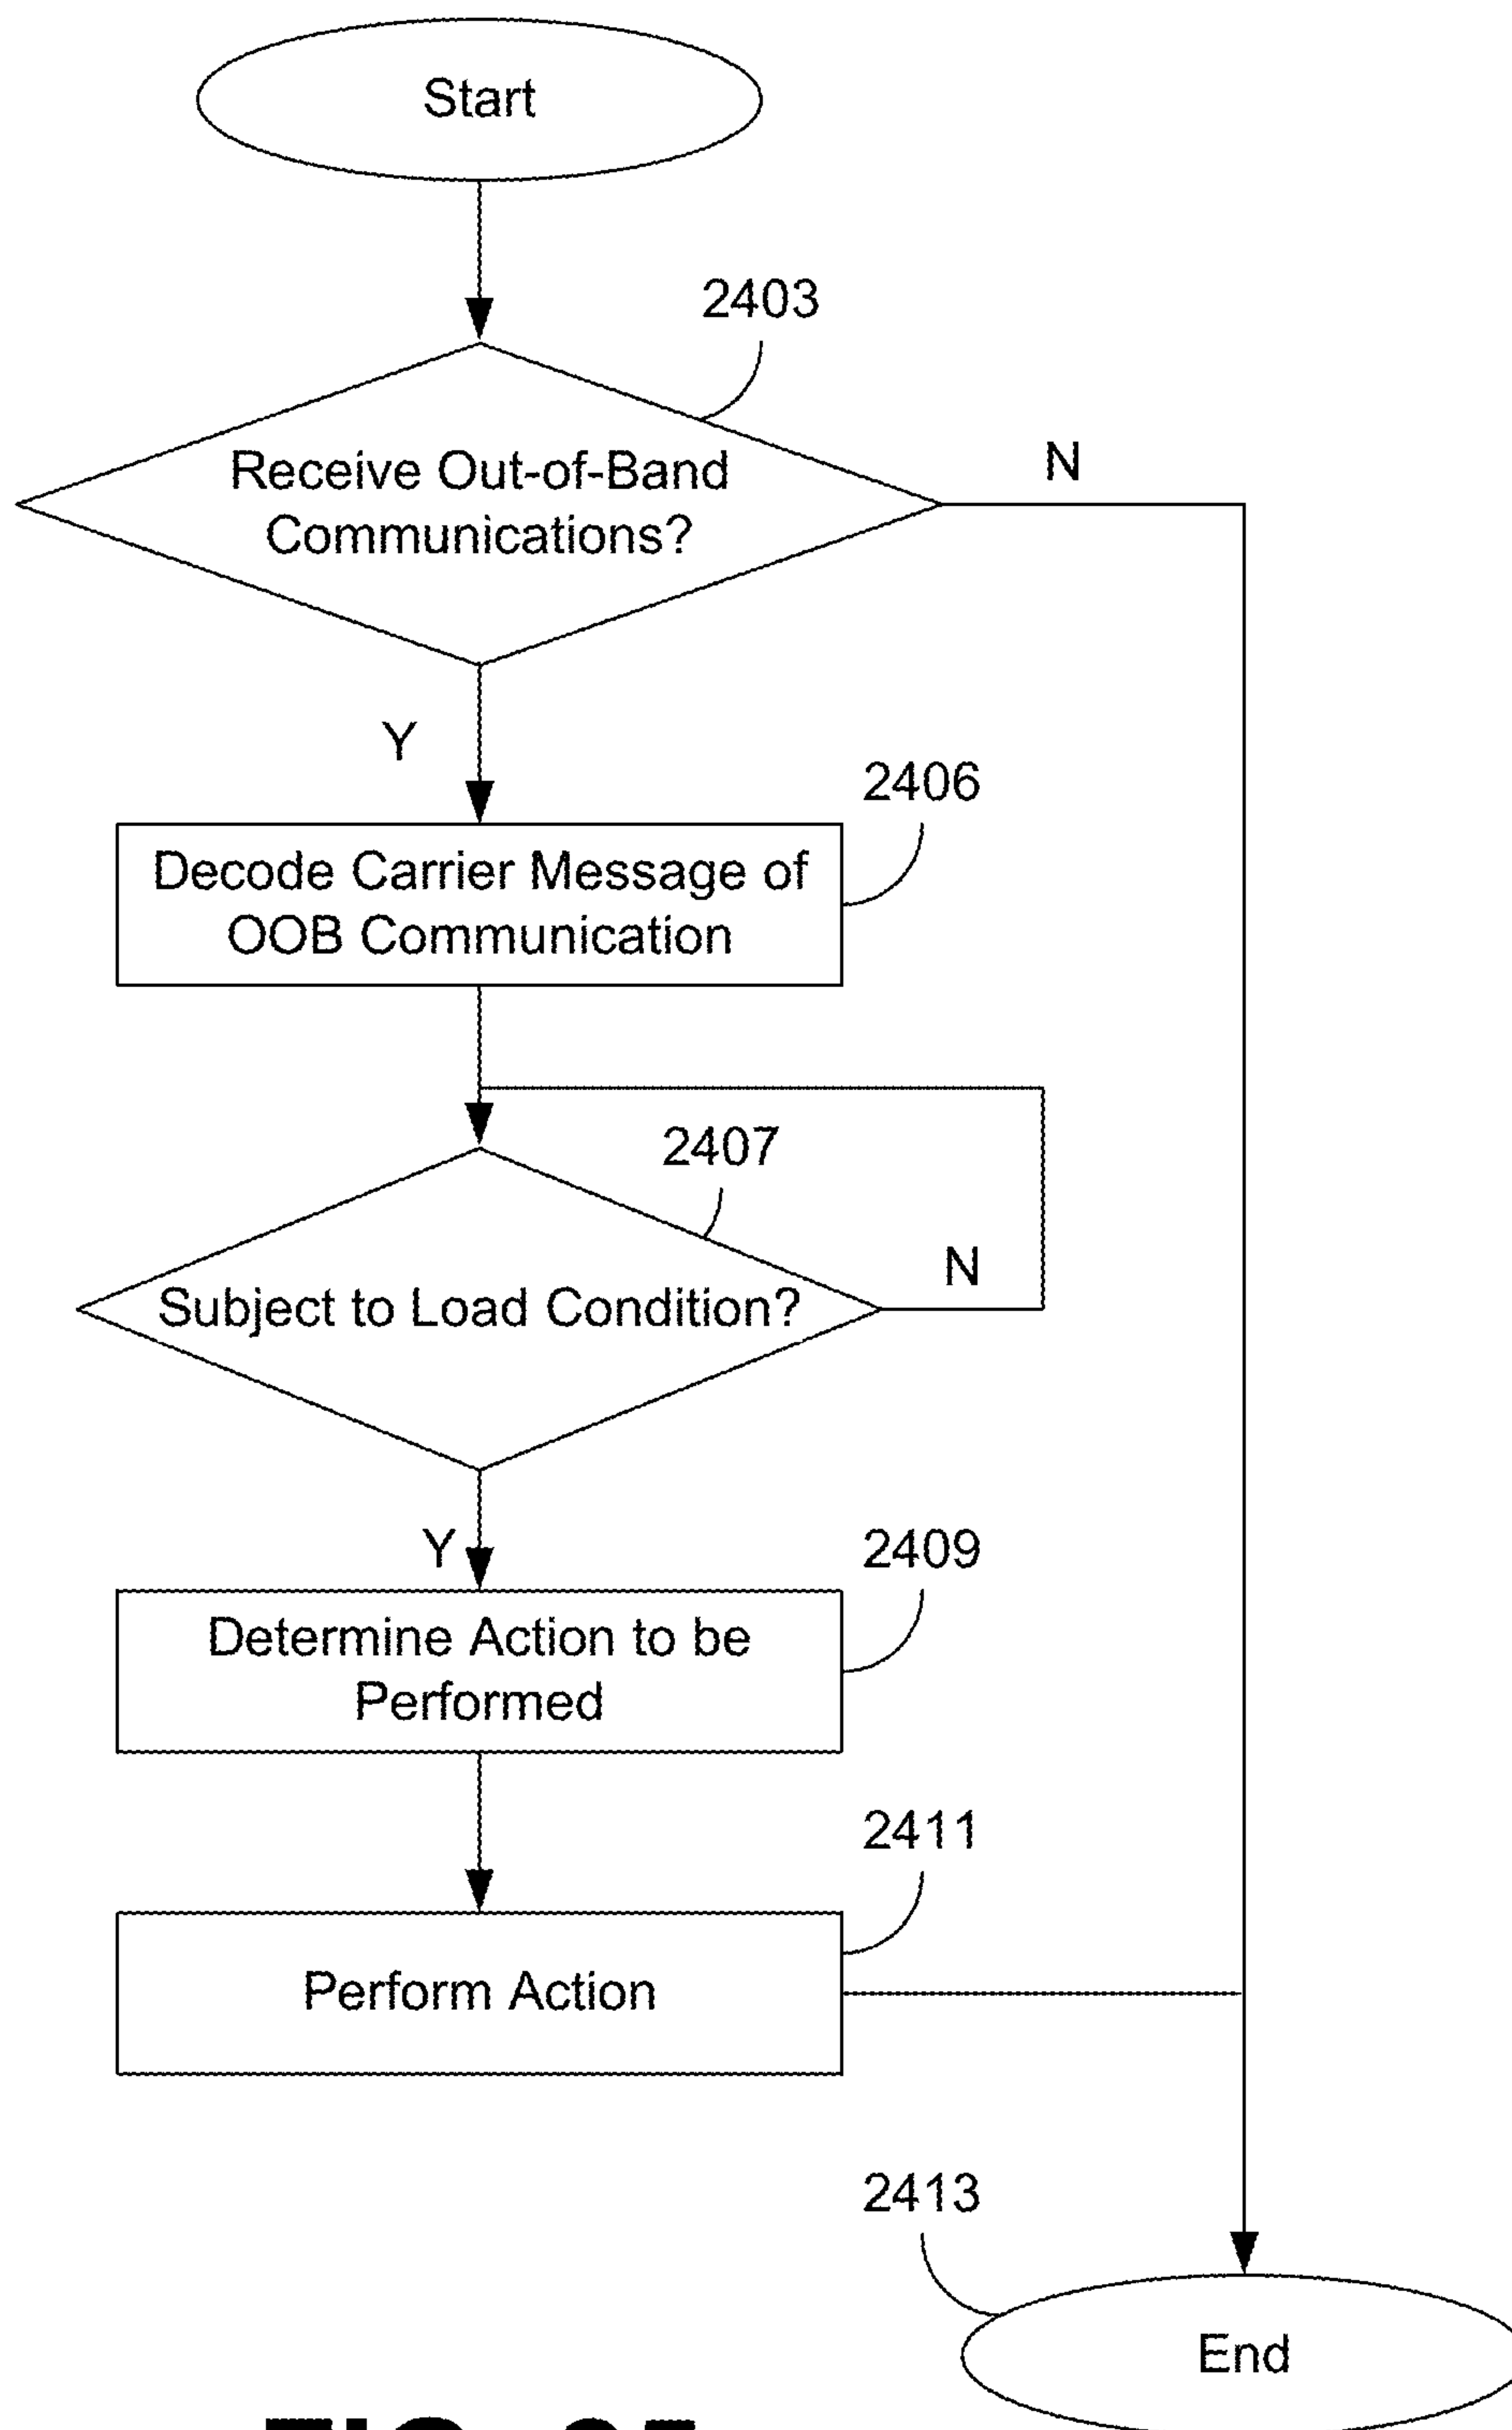 Start
2403
Receive Out-of-Band
Communications?
N
Y
2406
Decode Carrier Message of
OOB Communication
2407
N
Subject to Load Condition?
Y
2409
Determine Action to be
Performed
2411
Perform Action
2413
End